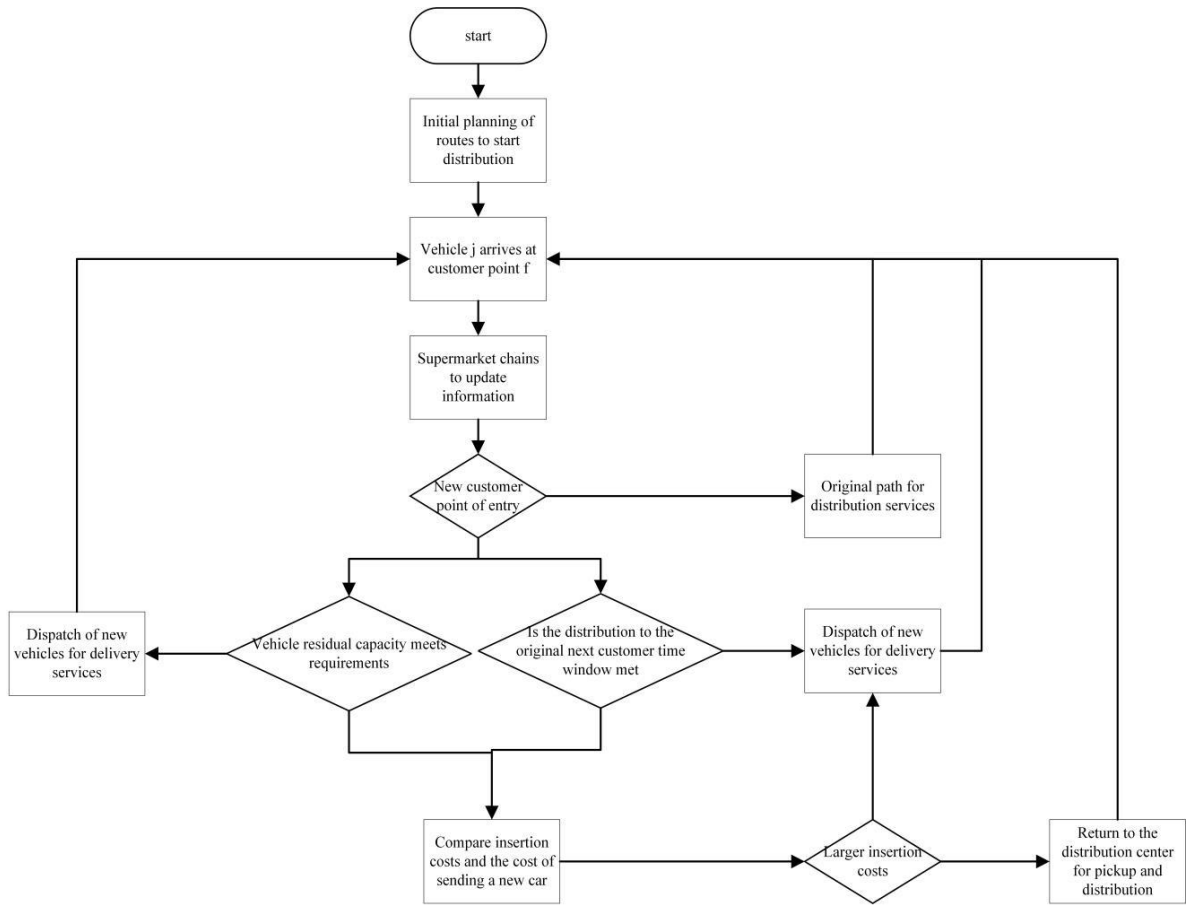 start
Initial planning of
routes to start
distribution
Vehicle j arrives at
customer point f
Supermarket chains
to update
information
New customer
point of entry
Original path for
distribution services
Dispatch of new
vehicles for delivery
services
Vehicle residual capacity meets
requirements
Is the distribution to the
original next customer time
window met
Dispatch of new
vehicles for delivery
services
Compare insertion
costs and the cost of
sending a new car
Larger insertion
costs
Return to the
distribution center
for pickup and
distribution